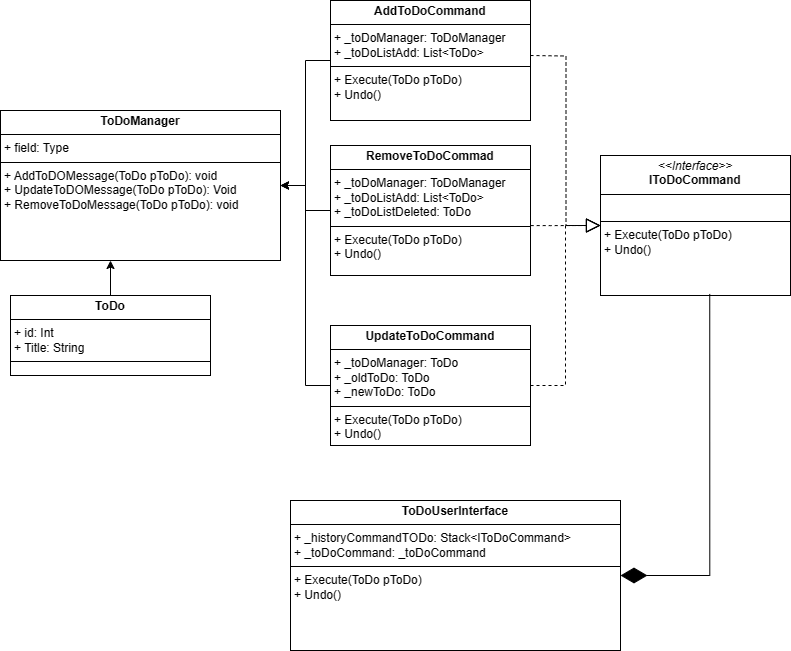 AddToDoCommand
+ _toDoManager: ToDoManager
+ _toDoListAdd: List<ToDo>
+ Execute(ToDo pToDo)
+ Undo()
ToDoManager
+ field: Type
+ AddToDOMessage(ToDo pToDo): void
+ UpdateToDOMessage(ToDo pToDo): Void
+ RemoveToDoMessage(ToDo pToDo): void
RemoveToDoCommad
+ _toDoManager: ToDoManager
+ _toDoListAdd: List<ToDo>
+ _toDoListDeleted: ToDo
+ Execute(ToDo pToDo)
+ Undo()
<<Interface>>
IToDoCommand
+ Execute(ToDo pToDo)
+ Undo()
ToDo
+ id: Int
+ Title: String
UpdateToDoCommand
+ _toDoManager: ToDo
+ _oldToDo: ToDo
+ _newToDo: ToDo
+ Execute(ToDo pToDo)
+ Undo()
ToDoUserInterface
+ _historyCommandTODo: Stack<IToDoCommand>
+ _toDoCommand: _toDoCommand
+ Execute(ToDo pToDo)
+ Undo()